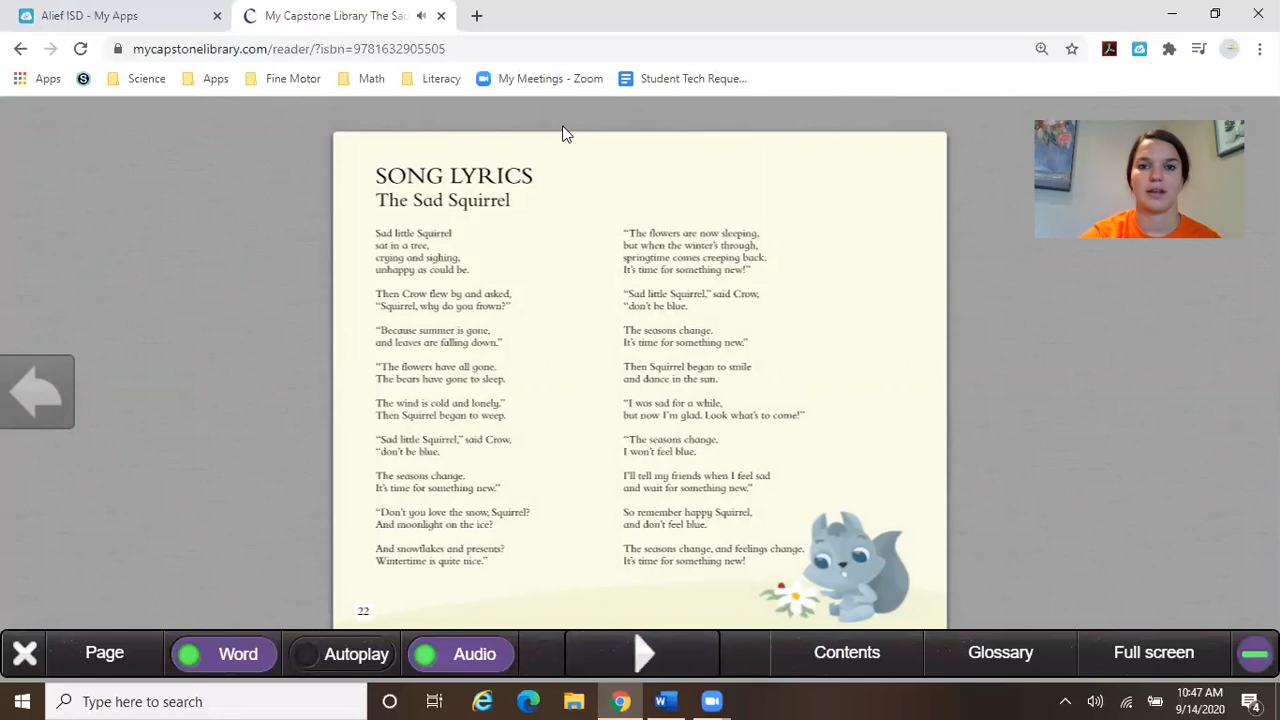 Alief ISD - My Apps
My Capstone Library The Sa
mycapstonelibrary.com/reader/?isbn=9781632905505
Apps
Science
Apps
Fine Motor
Math
Literacy
My Meetings - Zoom
Student Tech Reque...
SONG LYRICS
The Sad Squirrel
Sad little Squirrel
sat in a tree,
crying and sighing,
unhappy as could be.
Then Crow flew by and asked,
“Squirrel, why do you frown?”
“Because summer is gone,
and leaves are falling down.”
“The flowers have all gone.
The bears have gone to sleep.
The wind is cold and lonely.”
Then Squirrel began to weep.
“Sad little Squirrel,” said Crow,
“don’t be blue.
The seasons change.
It’s time for something new.”
“Don’t you love the snow, Squirrel?
And moonlight on the ice?
And snowflakes and presents?
Wintertime is quite nice.”
“The flowers are now sleeping,
but when the winter’s through,
springtime comes creeping back.
It’s time for something new!”
“Sad little Squirrel,” said Crow,
“don’t be blue.
The seasons change.
It’s time for something new.”
Then Squirrel began to smile
and dance in the sun.
“I was sad for a while,
but now I’m glad. Look what’s to come!”
“The seasons change.
I won’t feel blue.
I’ll tell my friends when I feel sad
and wait for something new.”
So remember happy Squirrel,
and don’t feel blue.
The seasons change, and feelings change.
It’s time for something new!
22
Page
Word
Autoplay
Audio
Contents
Glossary
Full screen
Type here to search
10:47 AM
9/14/2020
4